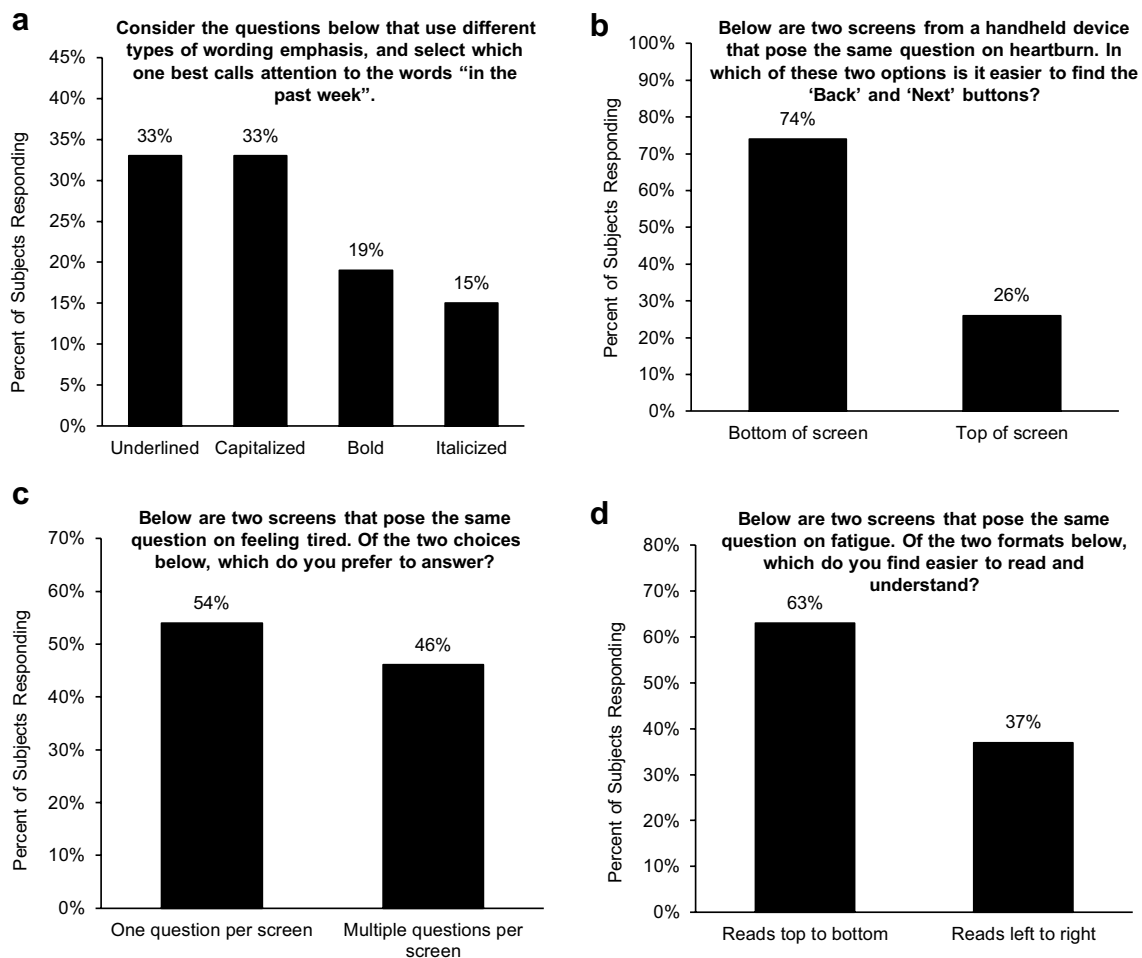 a
Consider the questions below that use different
types of wording emphasis, and select which
one best calls attention to the words “in the
past week”.
45%
40%
35%
30%
25%
20%
15%
10%
5%
0%
Percent of Subjects Responding
33%
33%
19%
15%
Underlined
Capitalized
Bold
Italicized
b
Below are two screens from a handheld device
that pose the same question on heartburn. In
which of these two options is it easier to find the
‘Back’ and ‘Next’ buttons?
100%
90%
80%
70%
60%
50%
40%
30%
20%
10%
0%
Percent of Subjects Responding
74%
26%
Bottom of screen
Top of screen
c
Below are two screens that pose the same
question on feeling tired. Of the two choices
below, which do you prefer to answer?
70%
60%
50%
40%
30%
20%
10%
0%
Percent of Subjects Responding
54%
46%
One question per screen
Multiple questions per
screen
d
Below are two screens that pose the same
question on fatigue. Of the two formats below,
which do you find easier to read and
understand?
80%
70%
60%
50%
40%
30%
20%
10%
0%
Percent of Subjects Responding
63%
37%
Reads top to bottom
Reads left to right